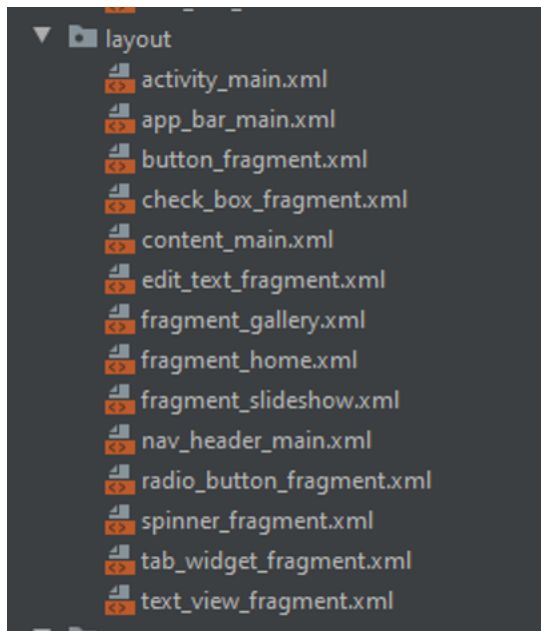 layout
activity_main.xml
app_bar_main.xml
button_fragment.xml
check_box_fragment.xml
content_main.xml
edit_text_fragment.xml
fragment_gallery.xml
fragment_home.xml
fragment_slideshow.xml
nav_header_main.xml
radio_button_fragment.xml
spinner_fragment.xml
tab_widget_fragment.xml
text_view_fragment.xml